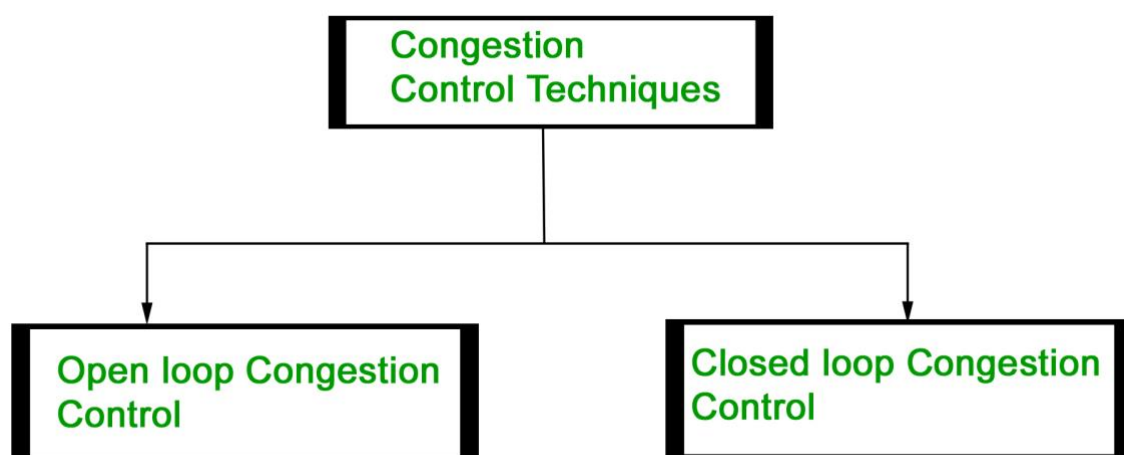 Congestion
Control Techniques
Open loop Congestion
Control
Closed loop Congestion
Control